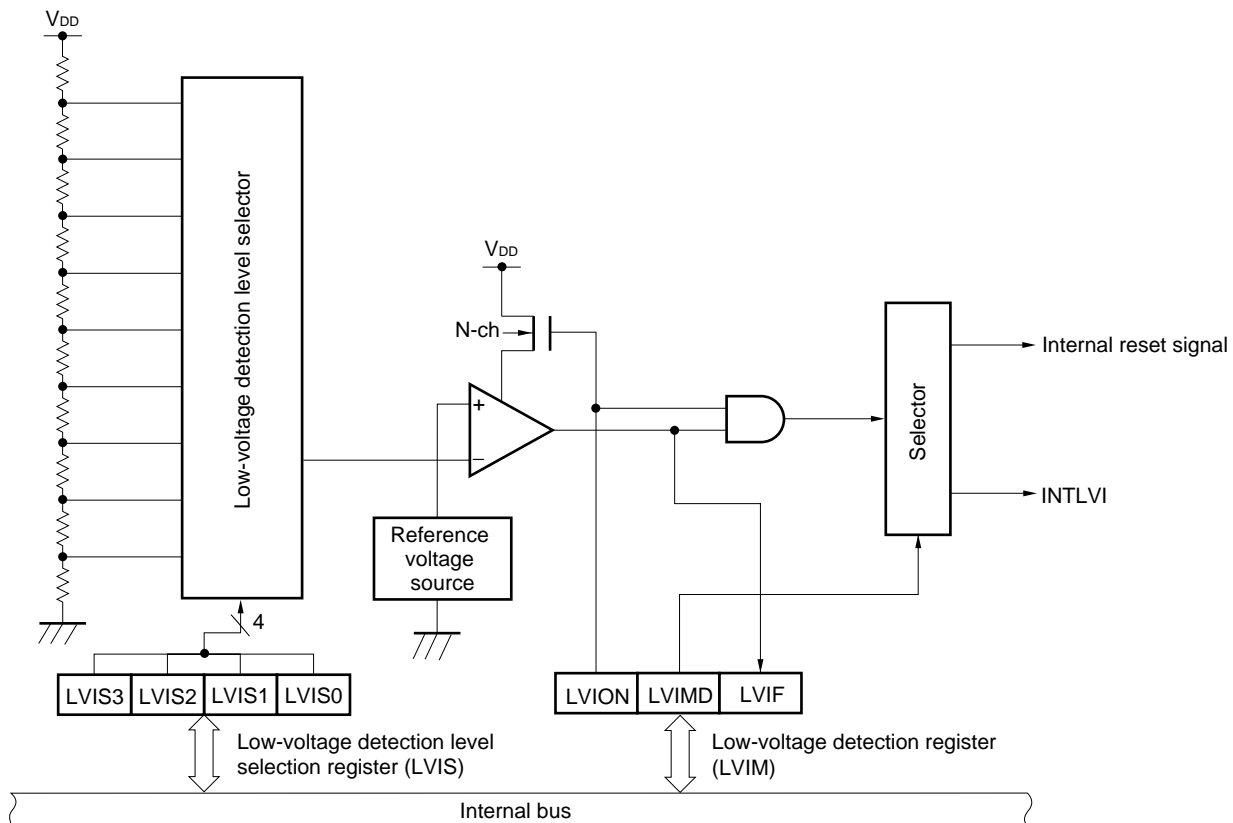 VDD
Low-voltage detection level selector
VDD
N-ch
+
−
Reference
voltage
source
Selector
Internal reset signal
INTLVI
4
LVIS3 LVIS2 LVIS1 LVIS0
LVION LVIMD LVIF
Low-voltage detection level
selection register (LVIS)
Low-voltage detection register
(LVIM)
Internal bus